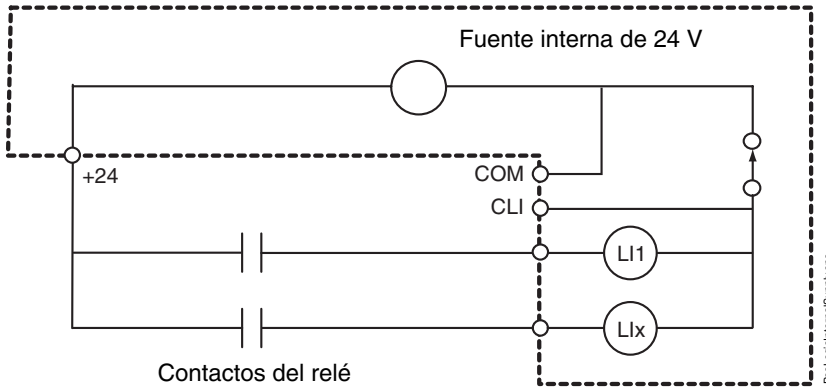 Fuente interna de 24 V
+24
COM
CLI
LI1
LIx
Contactos del relé